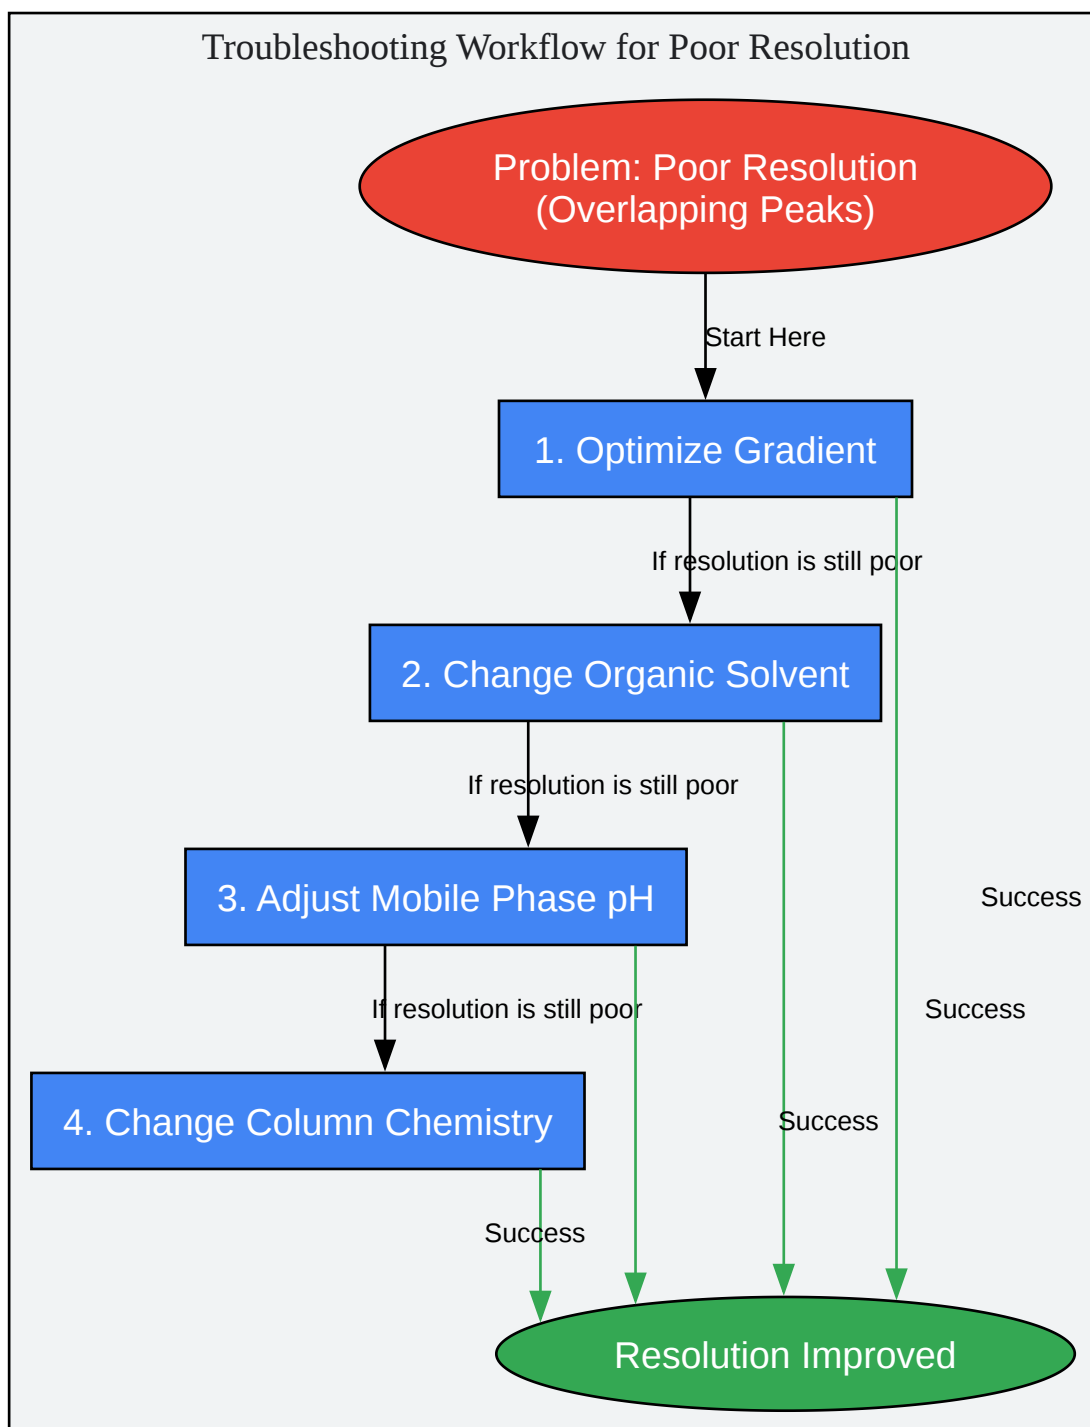 Troubleshooting Workflow for Poor Resolution
Problem: Poor Resolution
(Overlapping Peaks)
Start Here
1. Optimize Gradient
If resolution is still poor
2. Change Organic Solvent
If resolution is still poor
3. Adjust Mobile Phase pH
Success
If resolution is still poor
Success
4. Change Column Chemistry
Success
Success
Resolution Improved